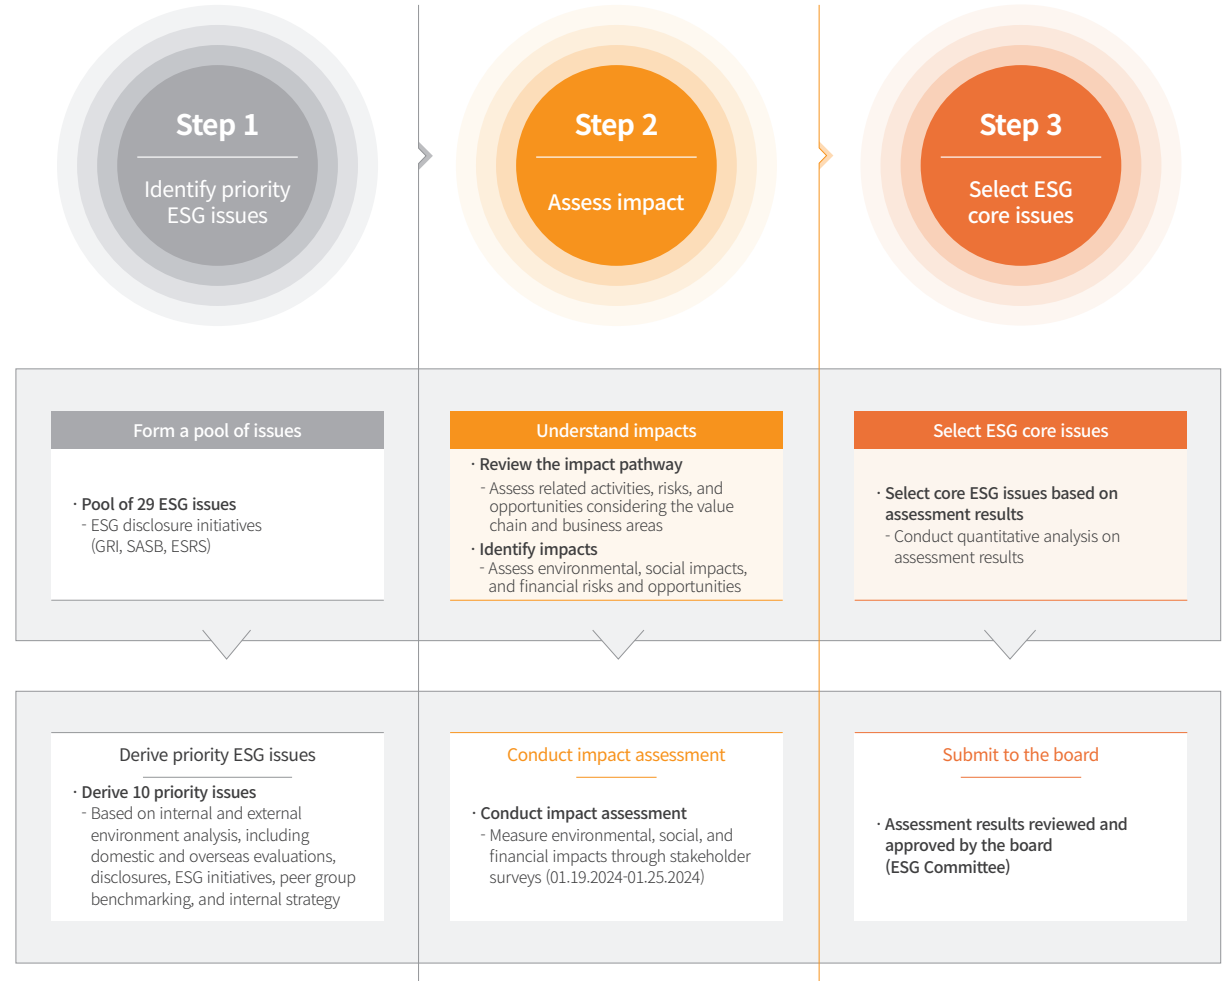 Step 1
Identify priority
ESG issues
Step 2
Assess impact
Step 3
Select ESG
core issues
Form a pool of issues
· Pool of 29 ESG issues
- ESG disclosure initiatives
(GRI, SASB, ESRS)
Understand impacts
· Review the impact pathway
- Assess related activities, risks, and
opportunities considering the value
chain and business areas
· Identify impacts
- Assess environmental, social impacts,
and financial risks and opportunities
Select ESG core issues
· Select core ESG issues based on
assessment results
- Conduct quantitative analysis on
assessment results
Derive priority ESG issues
· Derive 10 priority issues
- Based on internal and external
environment analysis, including
domestic and overseas evaluations,
disclosures, ESG initiatives, peer group
benchmarking, and internal strategy
Conduct impact assessment
· Conduct impact assessment
- Measure environmental, social, and
financial impacts through stakeholder
surveys (01.19.2024-01.25.2024)
Submit to the board
· Assessment results reviewed and
approved by the board
(ESG Committee)